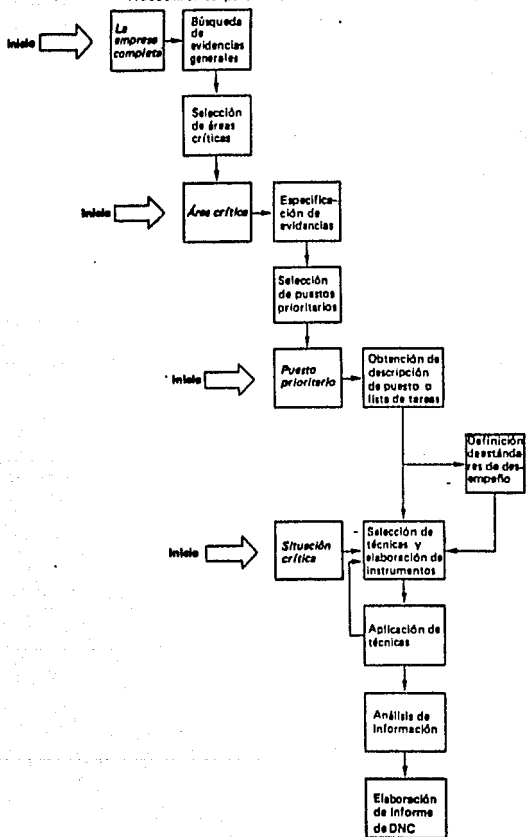 Inicio
La
empresa
completa
Búsqueda
de
evidencias
generales
Selección
de áreas
críticas
Inicio
Área crítica
Especifica-
ción de
evidencias
Selección
de puestos
prioritarios
Inicio
Puesto
prioritario
Obtención de
descripción
de puesto o
lista de tareas
Definición
de estánda-
res de des-
empeño
Inicio
Situación
crítica
Selección de
técnicas y
elaboración de
instrumentos
Aplicación de
técnicas
Análisis de
información
Elaboración
de informe
de DNC